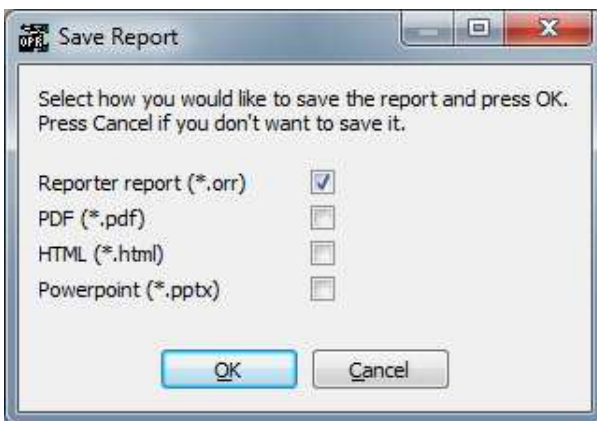 Save Report
Select how you would like to save the report and press OK.
Press Cancel if you don't want to save it.
Reporter report (*.orr)
PDF (*.pdf)
HTML (*.html)
Powerpoint (*.pptx)
OK
Cancel